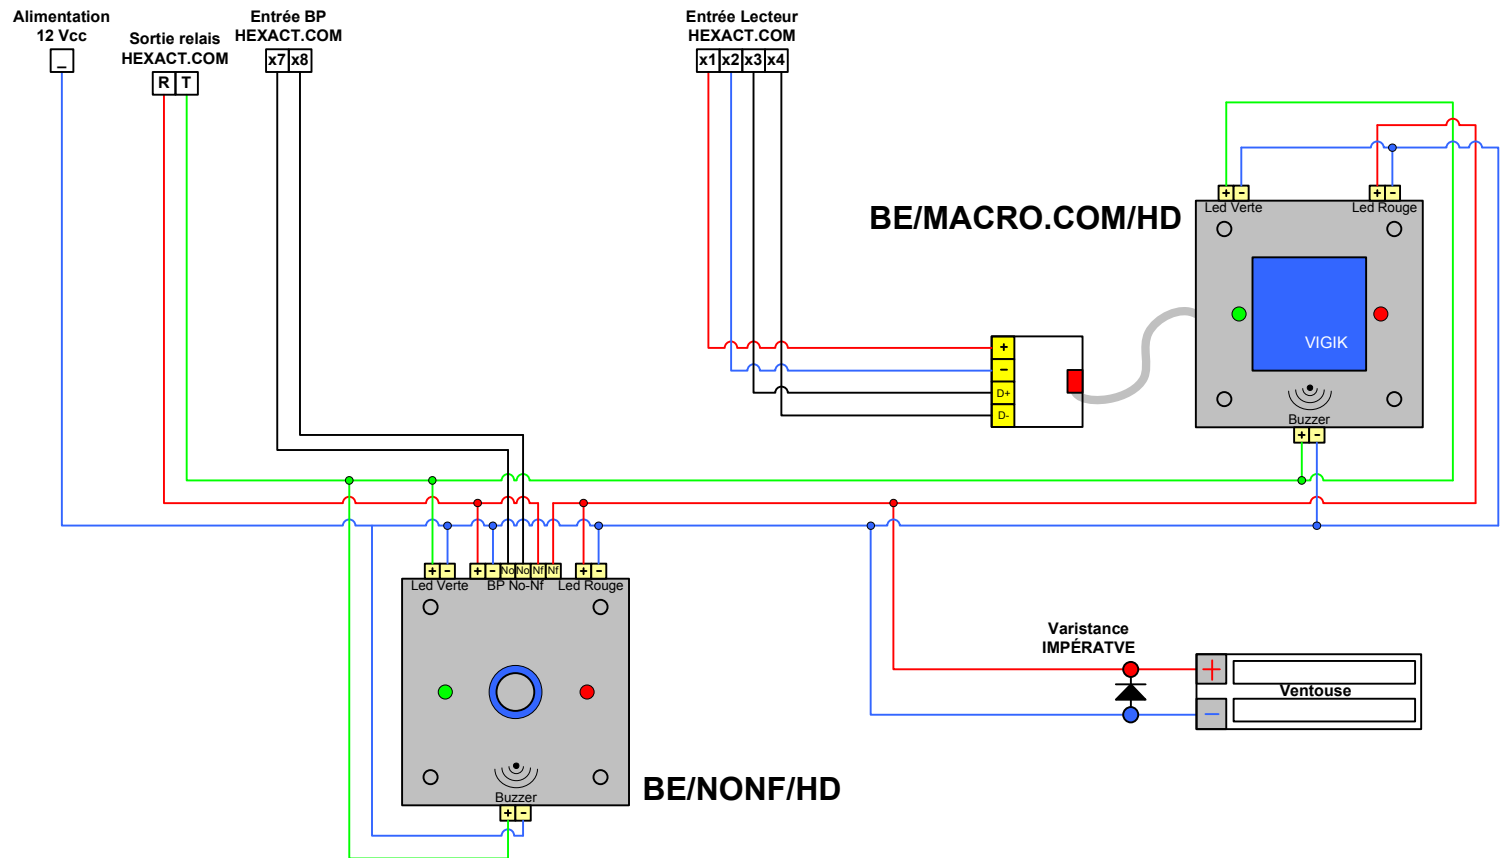 Alimentation
12 Vcc
_
Sortie relais
HEXACT.COM
R T
Entrée BP
HEXACT.COM
x7 x8
Entrée Lecteur
HEXACT.COM
x1 x2 x3 x4
BE/MACRO.COM/HD
+ − + −
Led Verte Led Rouge
VIGIK
Buzzer
+ −
+
−
D+
D-
+ − + − No No Nf Nf + −
Led Verte BP No-Nf Led Rouge
Buzzer
+ −
BE/NONF/HD
Varistance
IMPÉRATVE
+
Ventouse
−